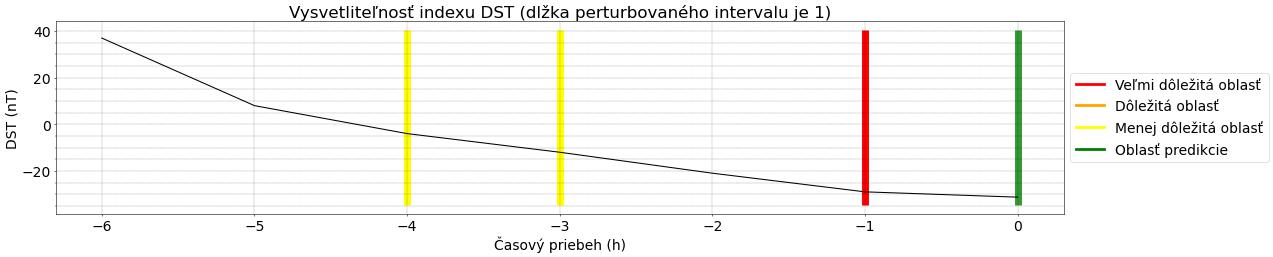 Vysvetliteľnosť indexu DST (dĺžka perturbovaného intervalu je 1)
DST (nT)
40
20
0
−20
−6
−5
−4
−3
−2
−1
0
Časový priebeh (h)
Veľmi dôležitá oblasť
Dôležitá oblasť
Menej dôležitá oblasť
Oblasť predikcie